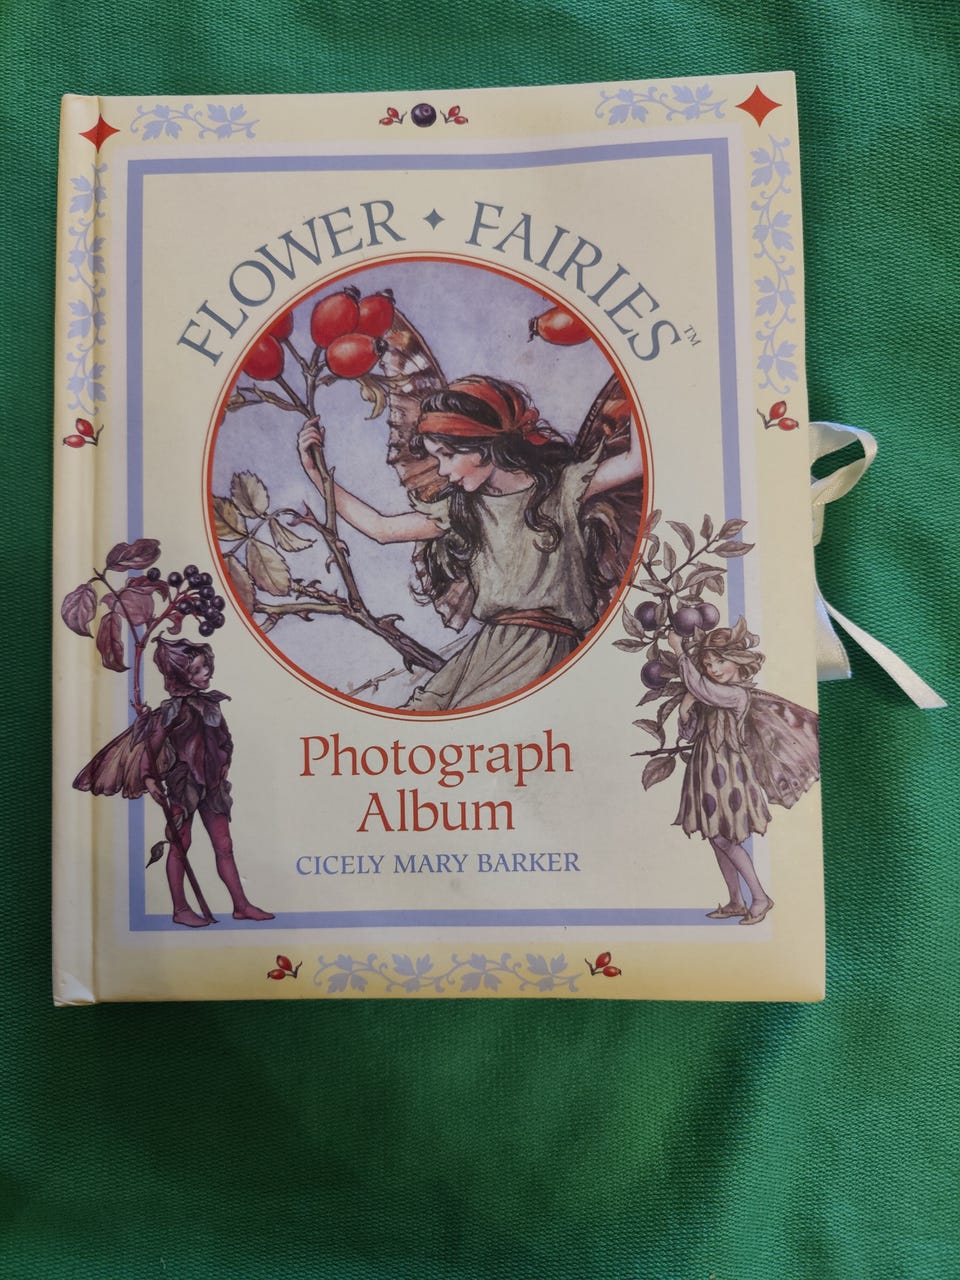 FLOWER ✦ FAIRIES™
Photograph
Album
CICELY MARY BARKER